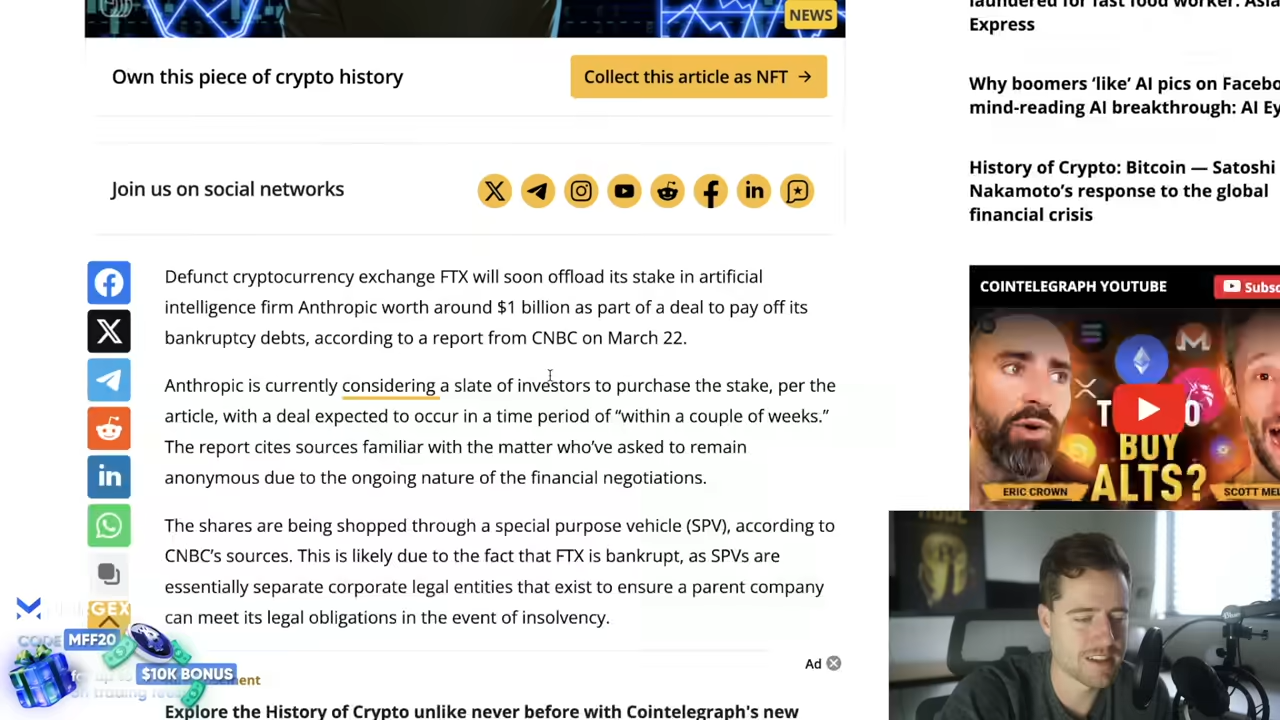 NEWS
Own this piece of crypto history
Collect this article as NFT →
Join us on social networks
Defunct cryptocurrency exchange FTX will soon offload its stake in artificial
intelligence firm Anthropic worth around $1 billion as part of a deal to pay off its
bankruptcy debts, according to a report from CNBC on March 22.
Anthropic is currently considering a slate of investors to purchase the stake, per the
article, with a deal expected to occur in a time period of “within a couple of weeks.”
The report cites sources familiar with the matter who’ve asked to remain
anonymous due to the ongoing nature of the financial negotiations.
The shares are being shopped through a special purpose vehicle (SPV), according to
CNBC’s sources. This is likely due to the fact that FTX is bankrupt, as SPVs are
essentially separate corporate legal entities that exist to ensure a parent company
can meet its legal obligations in the event of insolvency.
Ad
Explore the History of Crypto unlike never before with Cointelegraph's new
laundered for fast food worker:
Express
Why boomers ‘like’ AI pics on
mind-reading AI breakthrough: AI
History of Crypto: Bitcoin — Satoshi
Nakamoto’s response to the global
financial crisis
COINTELEGRAPH YOUTUBE
BUY
ALTS?
ERIC CROWN
SCOTT
CODE MFF20
$10K BONUS